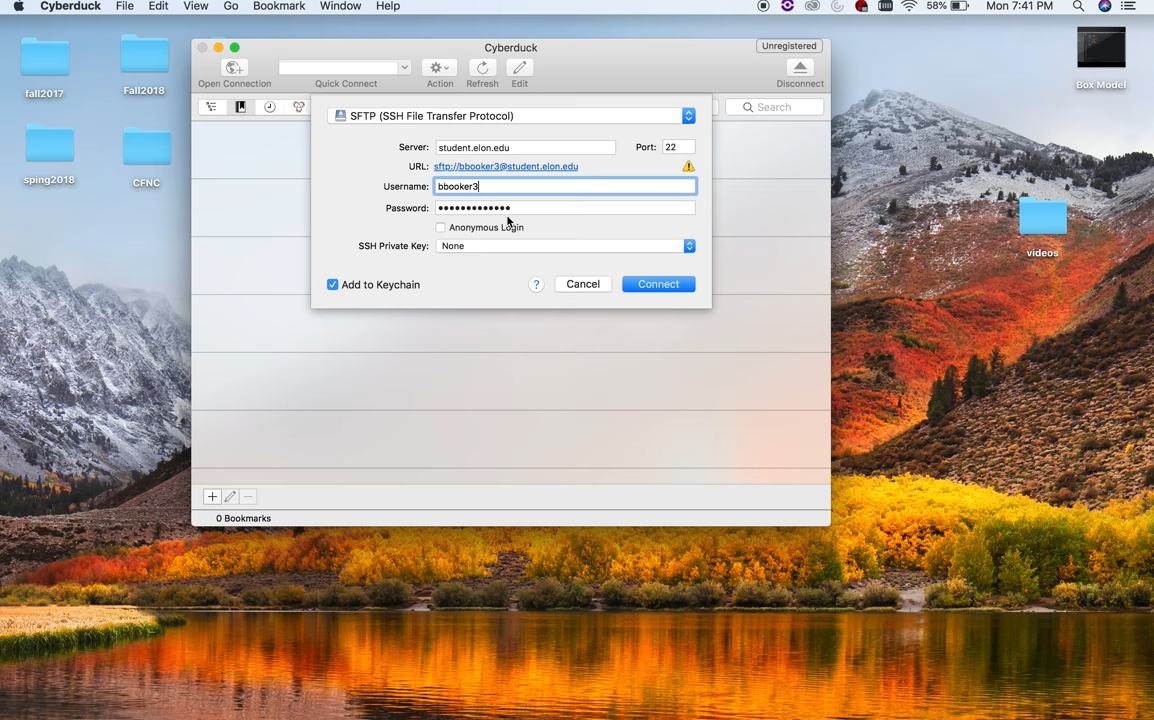 Cyberduck File Edit View Go Bookmark Window Help 58% Mon 7:41 PM
fall2017
Fall2018
sping2018
CFNC
Box Model
videos
Cyberduck
Unregistered
Open Connection Quick Connect Action Refresh Edit Disconnect
Search
SFTP (SSH File Transfer Protocol)
Server: student.elon.edu Port: 22
URL: sftp://bbooker3@student.elon.edu
Username: bbooker3
Password: •••••••••••••
Anonymous Login
SSH Private Key: None
Add to Keychain ? Cancel Connect
0 Bookmarks